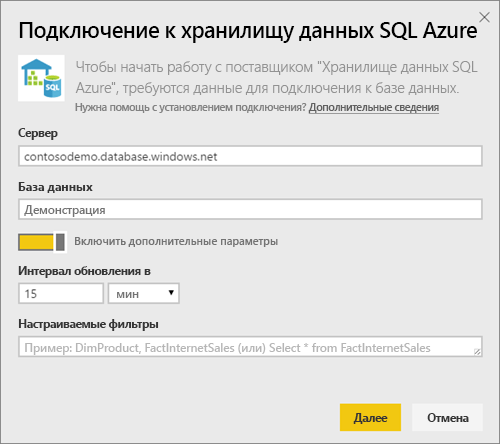 Подключение к хранилищу данных SQL Azure
Чтобы начать работу с поставщиком "Хранилище данных SQL
Azure", требуются данные для подключения к базе данных.
Нужна помощь с установлением подключения? Дополнительные сведения
SQL
Сервер
contosodemo.database.windows.net
База данных
Демонстрация
Включить дополнительные параметры
Интервал обновления в
15 мин
Настраиваемые фильтры
Пример: DimProduct, FactInternetSales (или) Select * from FactInternetSales
Далее Отмена